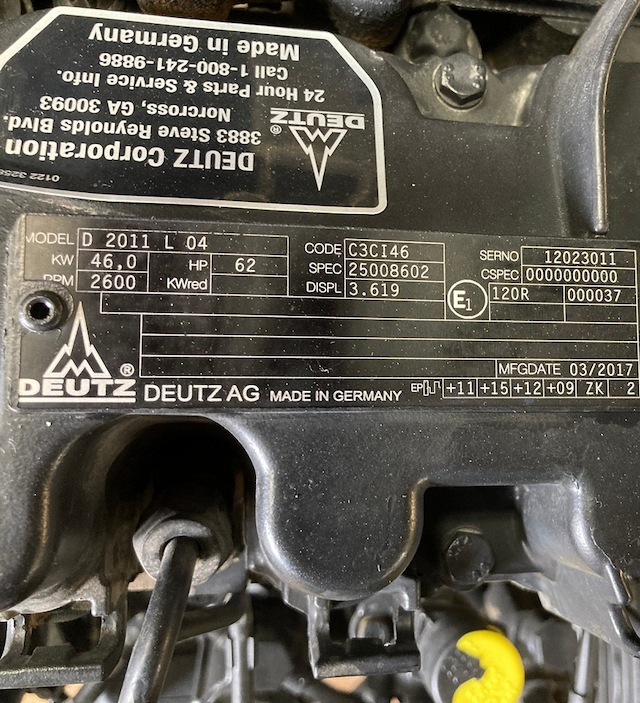 Made in Germany
Call 1-800-241-9886
24 Hour Parts & Service Info.
Norcross, GA 30093
3883 Steve Reynolds Blvd.
DEUTZ Corporation
DEUTZ®
0122 325
MODEL D 2011 L 04
KW 46,0 HP 62
RPM 2600 KWred
CODE C3CI46
SPEC 25008602
DISPL 3.619
SERNO 12023011
CSPEC 0000000000
E1 120R 000037
MFGDATE 03/2017
DEUTZ® DEUTZ AG MADE IN GERMANY EP +11 +15 +12 +09 ZK 2